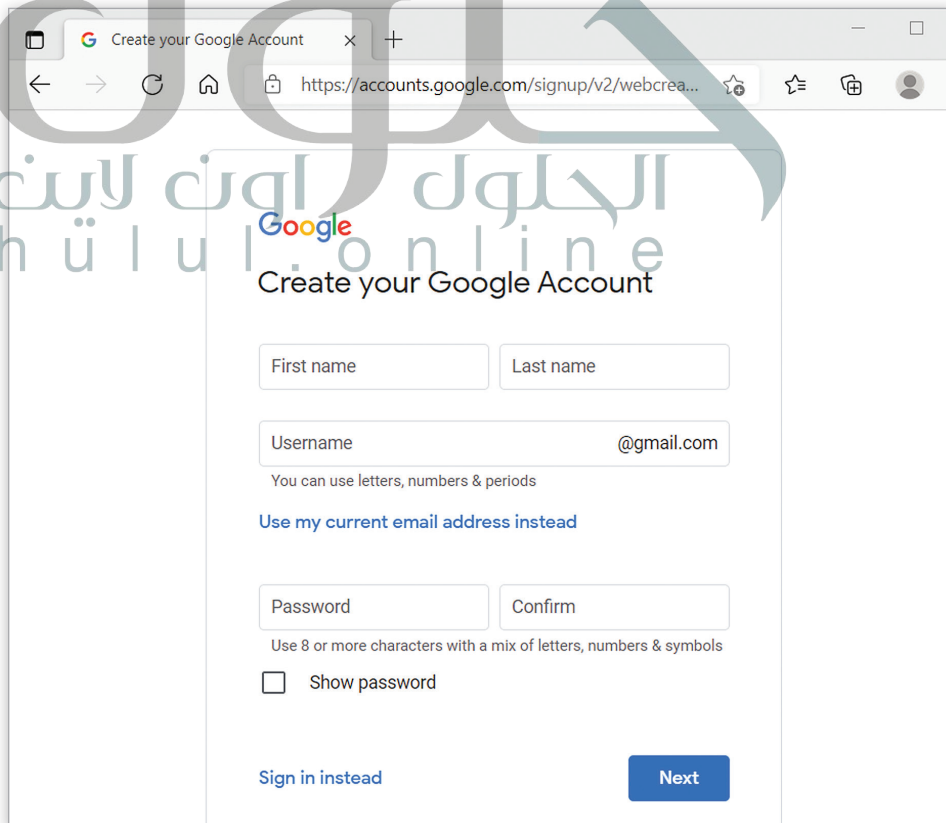 Create your Google Account
https://accounts.google.com/signup/v2/webcrea...
حلول
الحلول اون لاين
hülul.online
Google
Create your Google Account
First name Last name
Username @gmail.com
You can use letters, numbers & periods
Use my current email address instead
Password Confirm
Use 8 or more characters with a mix of letters, numbers & symbols
Show password
Sign in instead Next